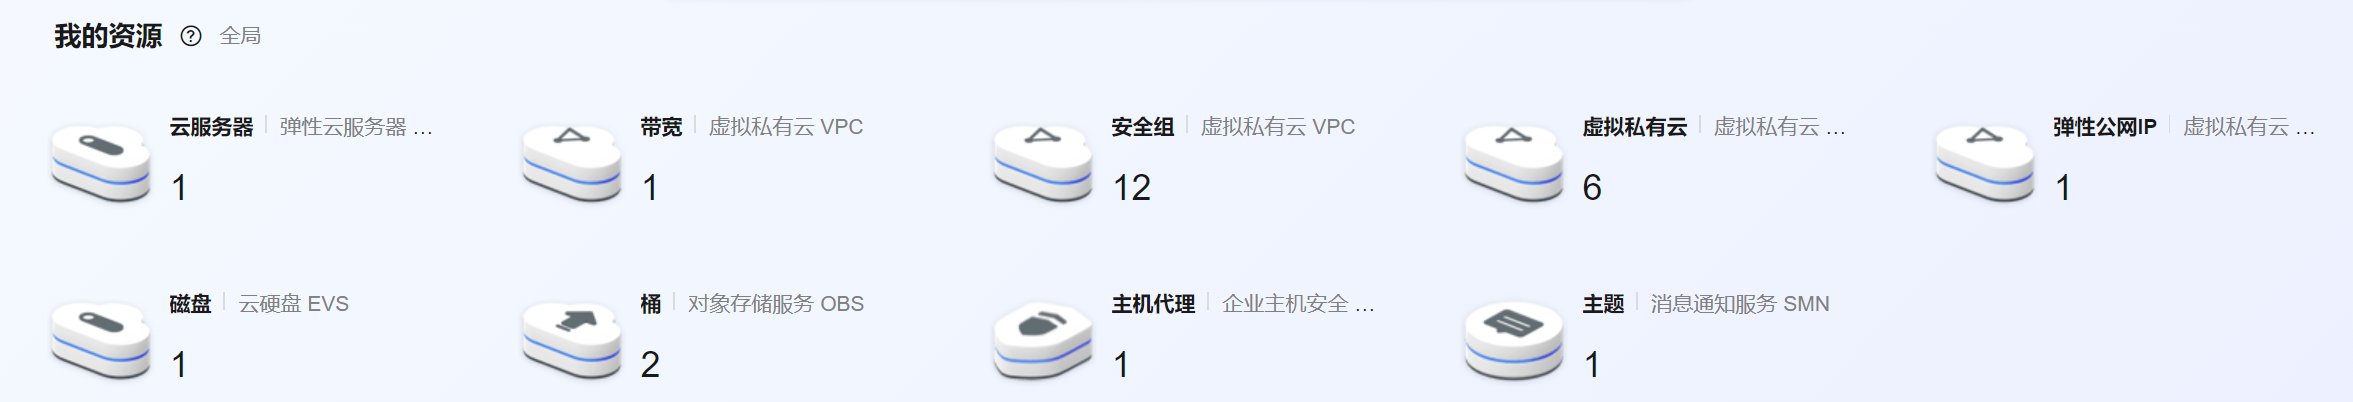 我的资源 ? 全局
云服务器 弹性云服务器 ... 带宽 虚拟私有云 VPC 安全组 虚拟私有云 VPC 虚拟私有云 虚拟私有云 ... 弹性公网IP 虚拟私有云 ...
1 1 12 6 1
磁盘 云硬盘 EVS 桶 对象存储服务 OBS 主机代理 企业主机安全 ... 主题 消息通知服务 SMN
1 2 1 1